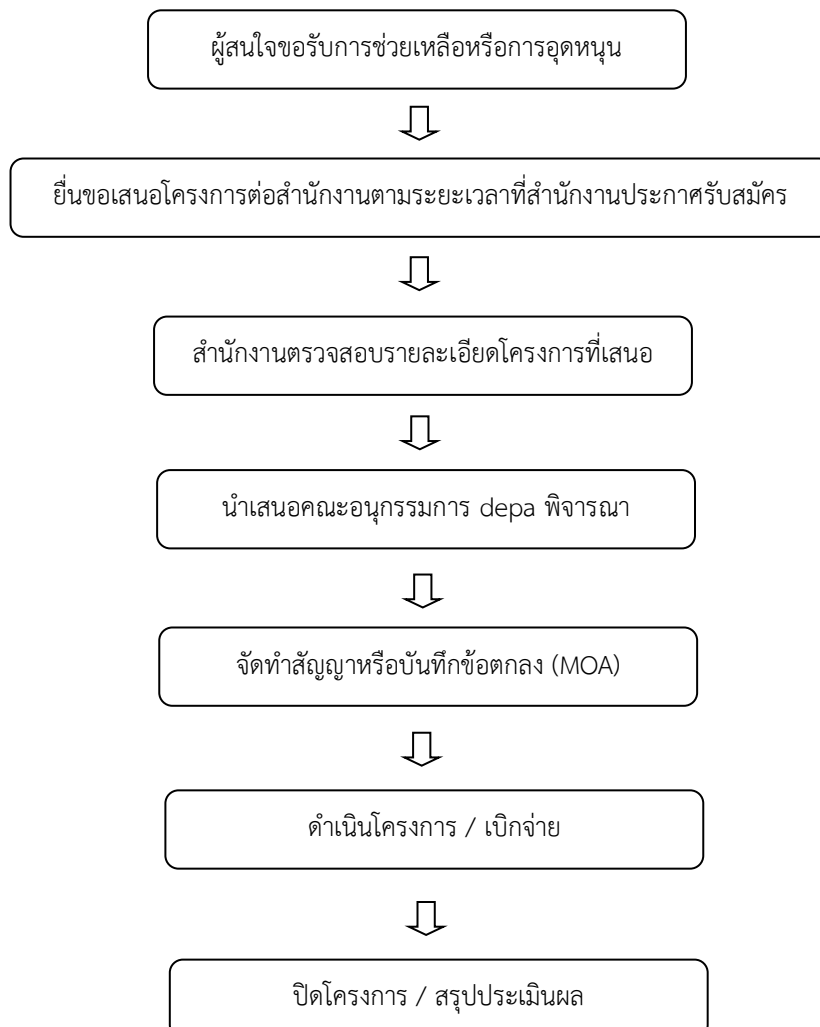 ผู้สนใจขอรับการช่วยเหลือหรือการอุดหนุน
ยื่นขอเสนอโครงการต่อสำนักงานตามระยะเวลาที่สำนักงานประกาศรับสมัคร
สำนักงานตรวจสอบรายละเอียดโครงการที่เสนอ
นำเสนอคณะอนุกรรมการ depa พิจารณา
จัดทำสัญญาหรือบันทึกข้อตกลง (MOA)
ดำเนินโครงการ / เบิกจ่าย
ปิดโครงการ / สรุปประเมินผล